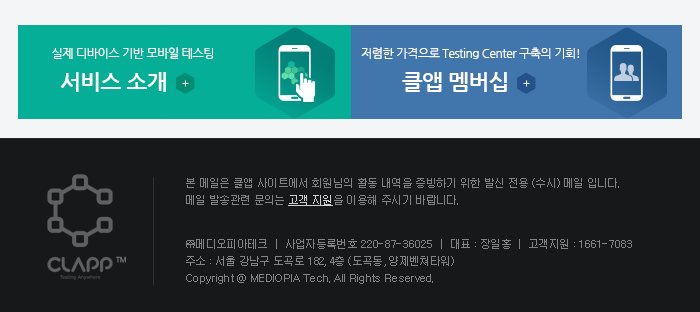 실제 디바이스 기반 모바일 테스팅
서비스 소개 +
저렴한 가격으로 Testing Center 구축의 기회!
클앱 멤버십 +
본 메일은 클앱 사이트에서 회원님의 활동 내역을 증빙하기 위한 발신 전용 (수시) 메일 입니다.
메일 발송관련 문의는 고객 지원을 이용해 주시기 바랍니다.
CLAPP™
Testing Anywhere
㈜메디오피아테크 | 사업자등록번호 220-87-36025 | 대표 : 장일홍 | 고객지원 : 1661-7083
주소 : 서울 강남구 도곡로 182, 4층 (도곡동, 양재벤쳐타워)
Copyright @ MEDIOPIA Tech. All Rights Reserved.